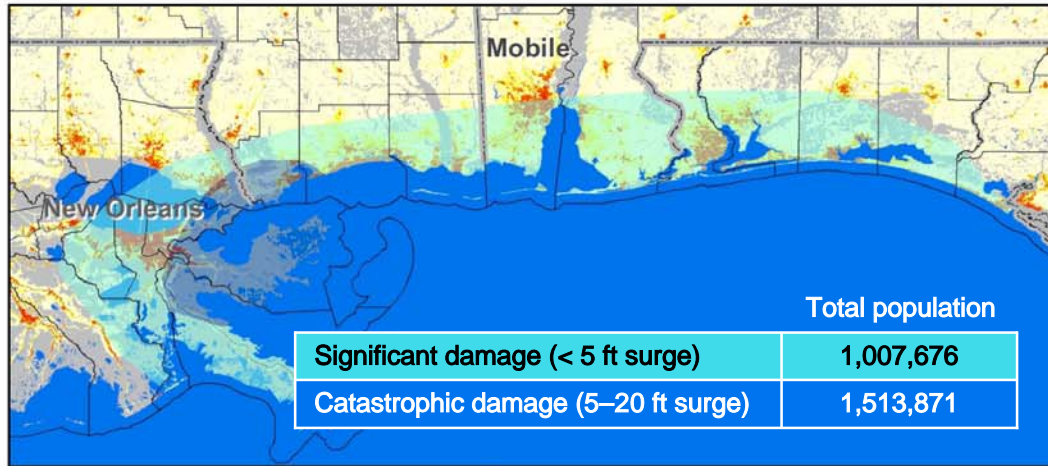 Mobile
New Orleans
Total population
Significant damage (< 5 ft surge) 1,007,676
Catastrophic damage (5–20 ft surge) 1,513,871